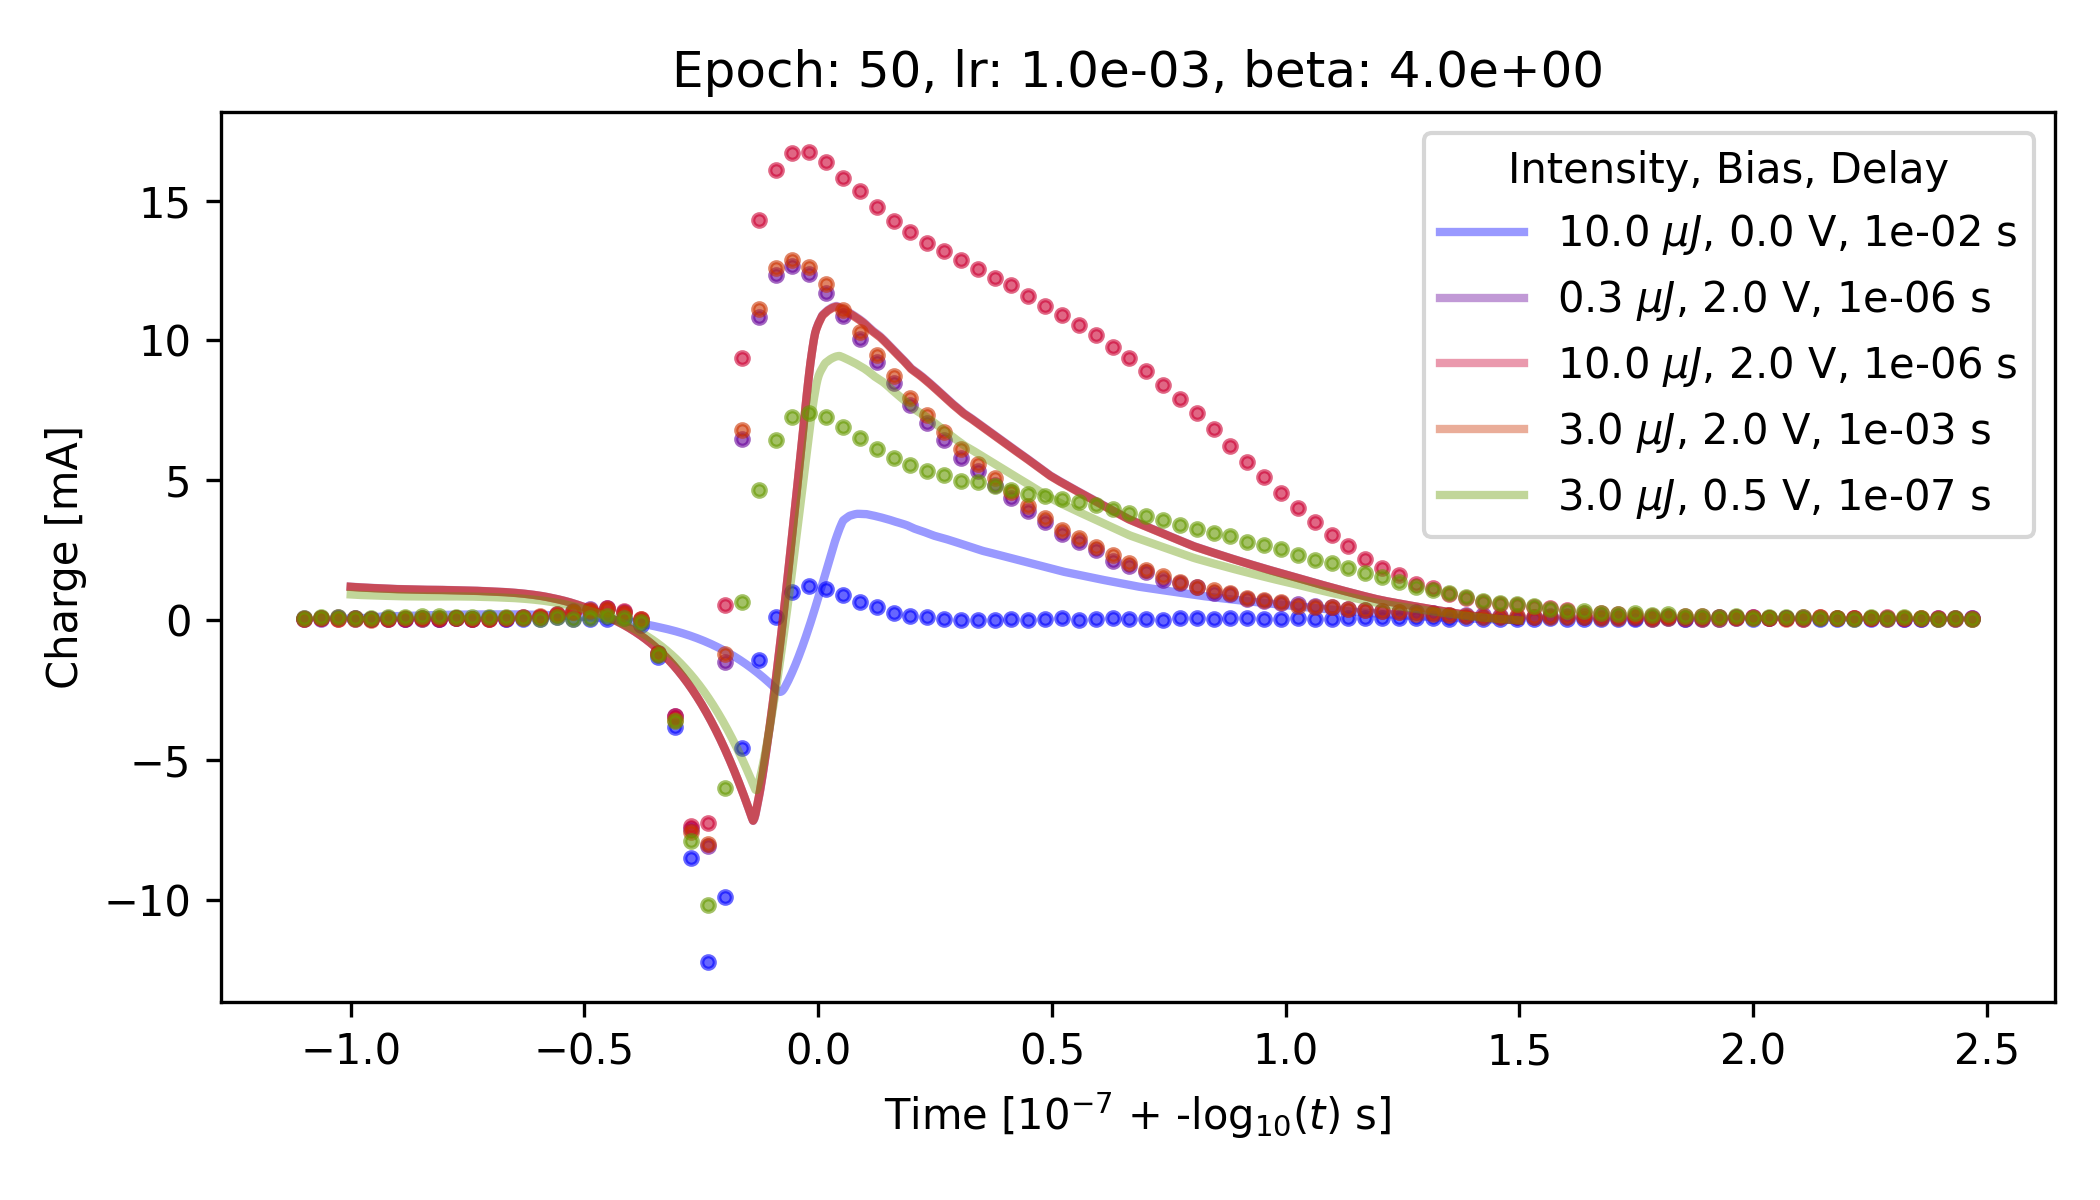 Epoch: 50, lr: 1.0e-03, beta: 4.0e+00
Charge [mA]
15
10
5
0
−5
−10
Intensity, Bias, Delay
10.0 μJ, 0.0 V, 1e-02 s
0.3 μJ, 2.0 V, 1e-06 s
10.0 μJ, 2.0 V, 1e-06 s
3.0 μJ, 2.0 V, 1e-03 s
3.0 μJ, 0.5 V, 1e-07 s
−1.0 −0.5 0.0 0.5 1.0 1.5 2.0 2.5
Time [10⁻⁷ + -log₁₀(t) s]